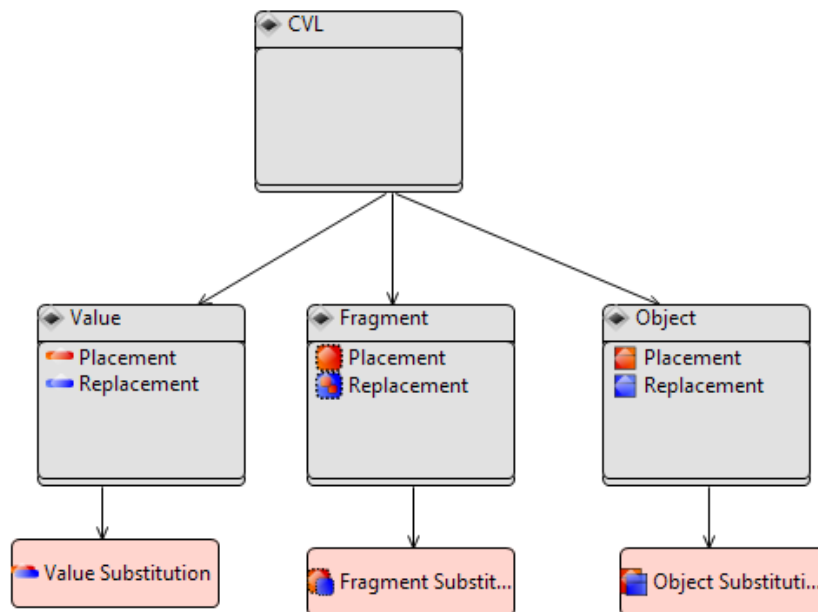 CVL
Value
Placement
Replacement
Fragment
Placement
Replacement
Object
Placement
Replacement
Value Substitution
Fragment Substit...
Object Substituti...